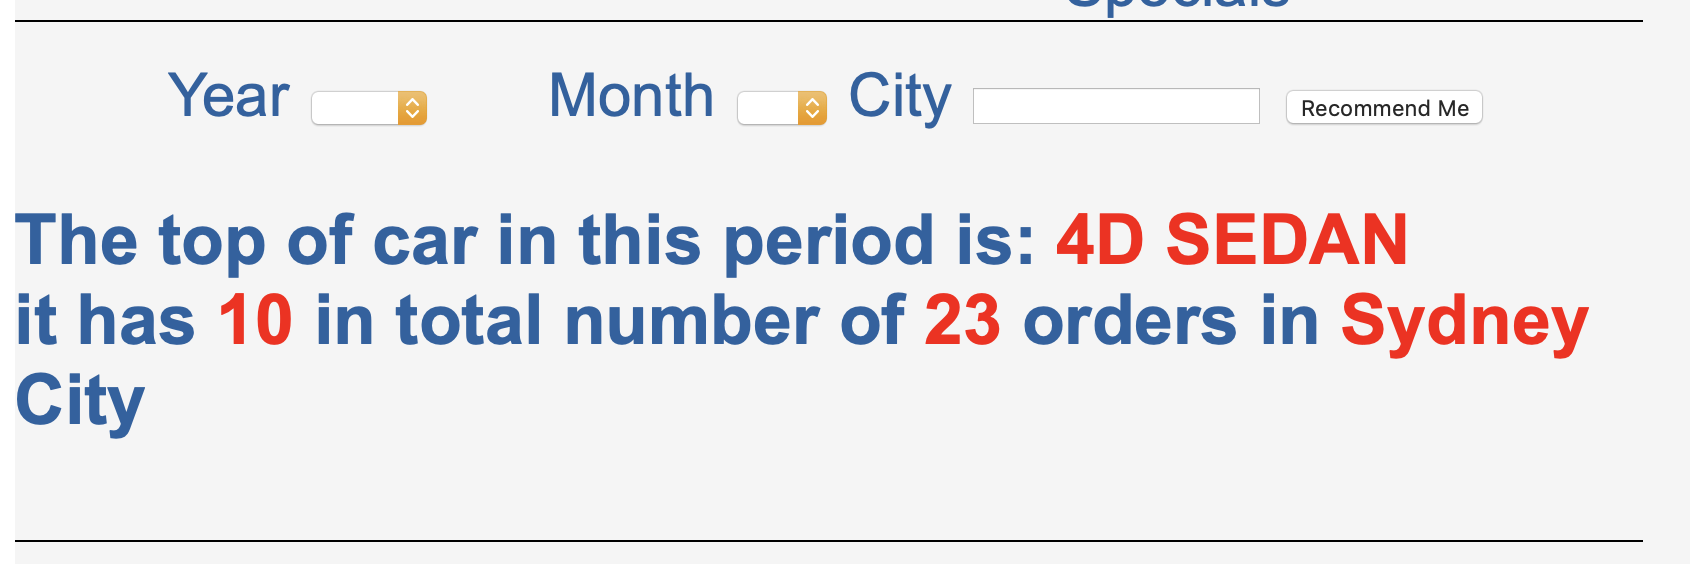 Specials
Year Month City Recommend Me
The top of car in this period is: 4D SEDAN
it has 10 in total number of 23 orders in Sydney
City